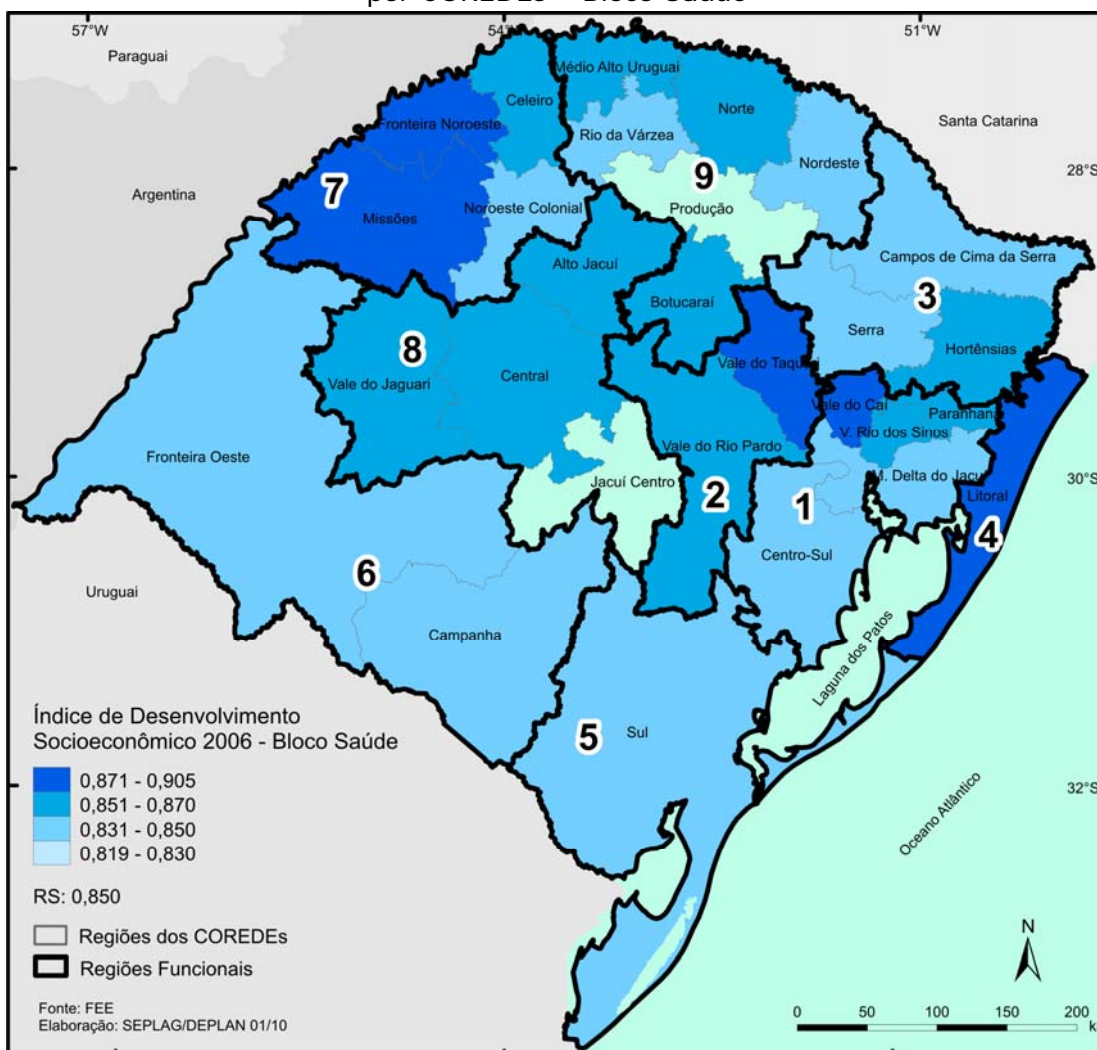 por COREDES – Bloco Saúde
57°W
54°
51°W
Paraguai
Médio Alto Uruguai
Celeiro
Norte
Santa Catarina
Fronteira Noroeste
Rio da Várzea
Nordeste
28°S
Argentina
7
9
Missões
Noroeste Colonial
Produção
Alto Jacuí
Campos de Cima da Serra
3
Botucaraí
Serra
Hortênsias
8
Vale do Jaguari
Central
Vale do Taquari
Vale do Caí
Paranhana
V. Rio dos Sinos
Vale do Rio Pardo
Fronteira Oeste
M. Delta do Jacuí
30°S
Jacuí Centro
2
1
Litoral
4
Centro-Sul
6
Uruguai
Campanha
Laguna dos Patos
Índice de Desenvolvimento
Socioeconômico 2006 - Bloco Saúde
5
Sul
0,871 - 0,905
0,851 - 0,870
0,831 - 0,850
0,819 - 0,830
32°S
Oceano Atlântico
RS: 0,850
Regiões dos COREDEs
Regiões Funcionais
N
Fonte: FEE
Elaboração: SEPLAG/DEPLAN 01/10
0 50 100 150 200
k